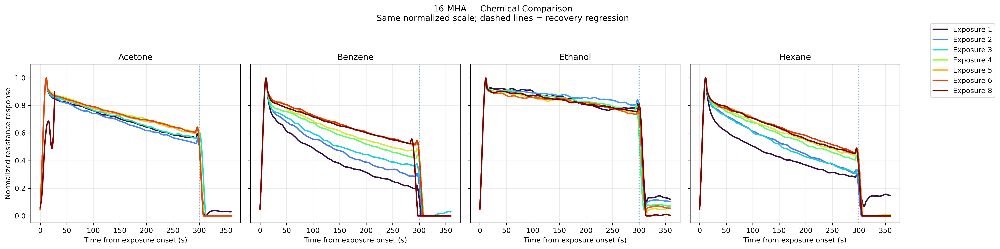 16-MHA — Chemical Comparison
Same normalized scale; dashed lines = recovery regression
Exposure 1
Exposure 2
Exposure 3
Exposure 4
Exposure 5
Exposure 6
Exposure 8
Acetone
Benzene
Ethanol
Hexane
Normalized resistance response
1.0
0.8
0.6
0.4
0.2
0.0
0 50 100 150 200 250 300 350
0 50 100 150 200 250 300 350
0 50 100 150 200 250 300 350
0 50 100 150 200 250 300 350
Time from exposure onset (s)
Time from exposure onset (s)
Time from exposure onset (s)
Time from exposure onset (s)